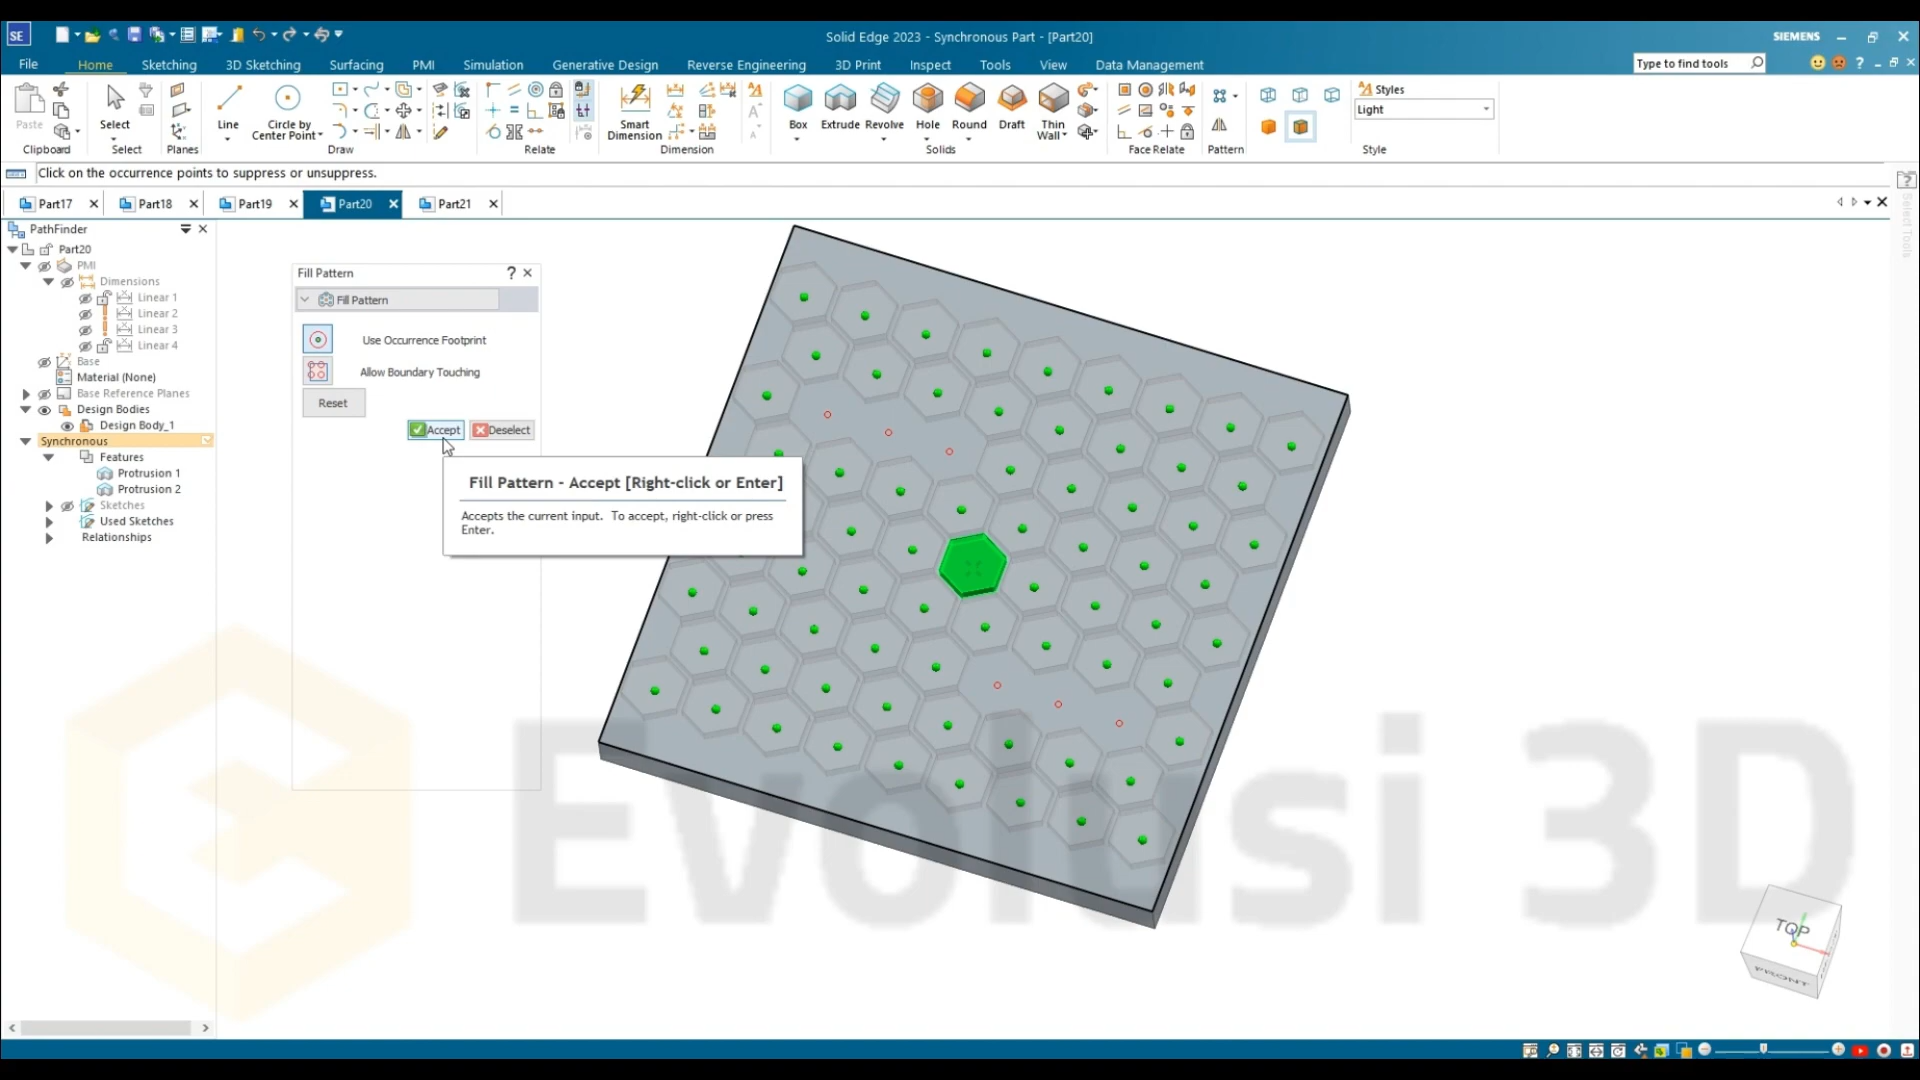 SE
Solid Edge 2023 - Synchronous Part - [Part20]
SIEMENS
File
Home
Sketching
3D Sketching
Surfacing
PMI
Simulation
Generative Design
Reverse Engineering
3D Print
Inspect
Tools
View
Data Management
Type to find tools
Paste
Select
Line
Circle by
Center Point
Smart
Dimension
Box
Extrude
Revolve
Hole
Round
Draft
Thin
Wall
Styles
Light
Clipboard
Select
Planes
Draw
Relate
Dimension
Solids
Face Relate
Pattern
Style
Click on the occurrence points to suppress or unsuppress.
Part17
Part18
Part19
Part20
Part21
Select Tools
PathFinder
Part20
PMI
Dimensions
Linear 1
Linear 2
Linear 3
Linear 4
Base
Material (None)
Base Reference Planes
Design Bodies
Design Body_1
Synchronous
Features
Protrusion 1
Protrusion 2
Sketches
Used Sketches
Relationships
Fill Pattern
Fill Pattern
Use Occurrence Footprint
Allow Boundary Touching
Reset
Accept
Deselect
Fill Pattern - Accept [Right-click or Enter]
Accepts the current input. To accept, right-click or press
Enter.
Evolusi 3D
TOP
FRONT